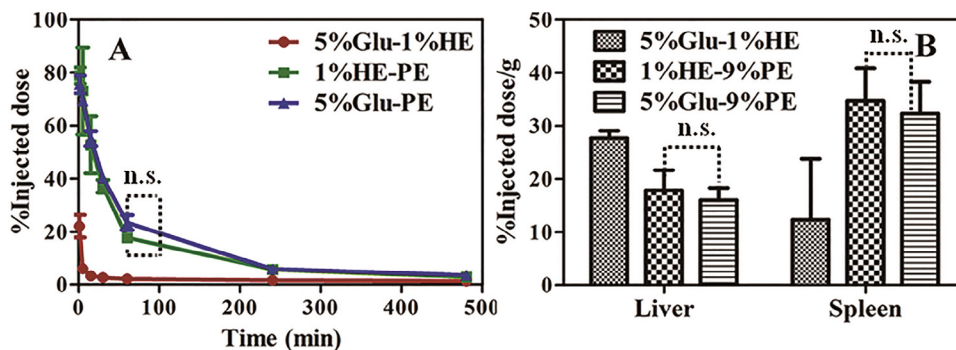 A
%Injected dose
100
80
60
40
20
0
5%Glu-1%HE
1%HE-PE
5%Glu-PE
n.s.
0
100
200
300
400
500
Time (min)
B
%Injected dose/g
50
40
30
20
10
0
5%Glu-1%HE
1%HE-9%PE
5%Glu-9%PE
n.s.
n.s.
Liver
Spleen